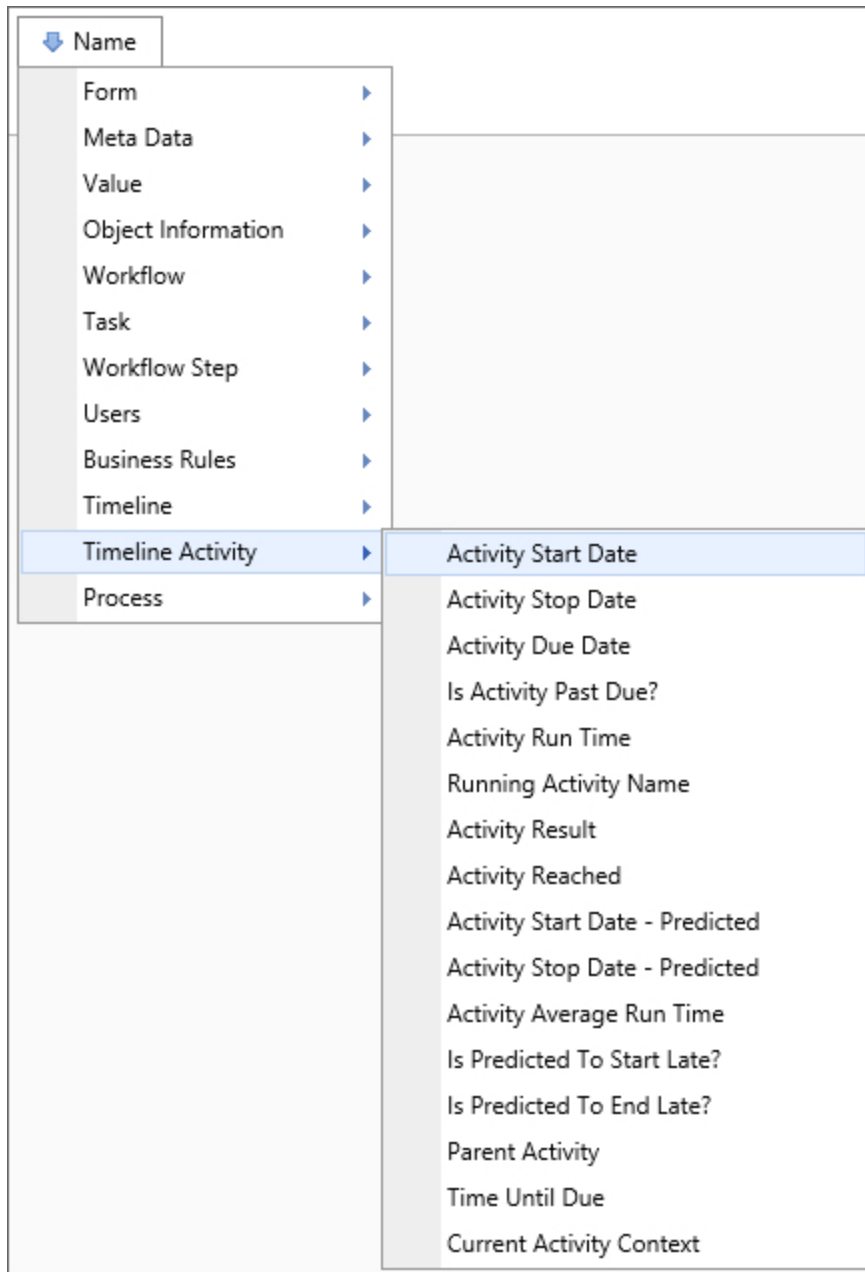 Name
Form
Meta Data
Value
Object Information
Workflow
Task
Workflow Step
Users
Business Rules
Timeline
Timeline Activity
Process
Activity Start Date
Activity Stop Date
Activity Due Date
Is Activity Past Due?
Activity Run Time
Running Activity Name
Activity Result
Activity Reached
Activity Start Date - Predicted
Activity Stop Date - Predicted
Activity Average Run Time
Is Predicted To Start Late?
Is Predicted To End Late?
Parent Activity
Time Until Due
Current Activity Context